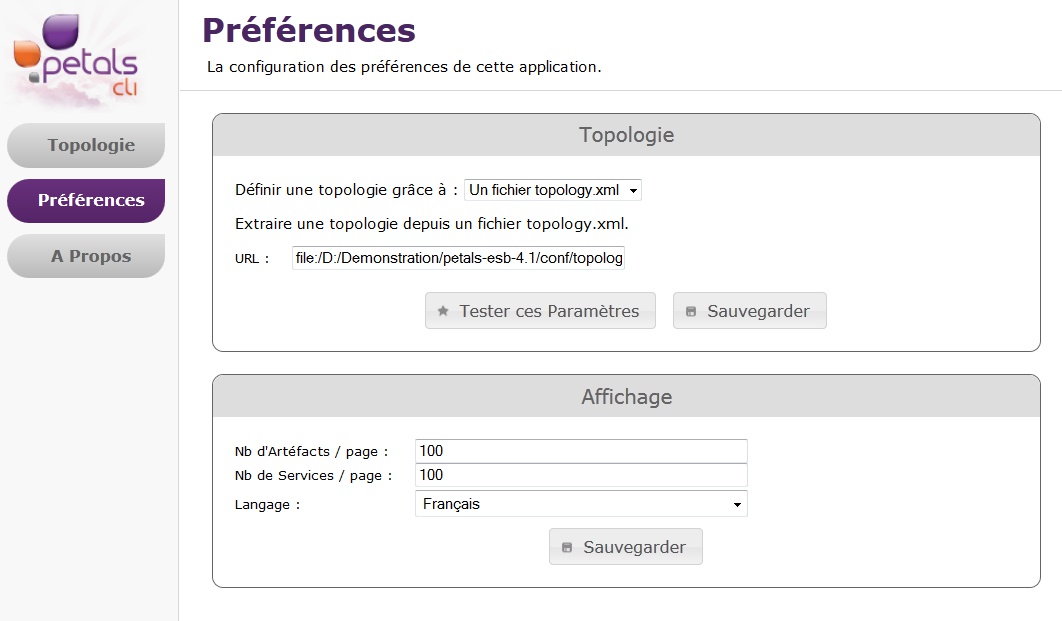 petals
cli
Topologie
Préférences
A Propos
Préférences
La configuration des préférences de cette application.
Topologie
Définir une topologie grâce à : Un fichier topology.xml
Extraire une topologie depuis un fichier topology.xml.
URL : file:/D:/Demonstration/petals-esb-4.1/conf/topolog
Tester ces Paramètres Sauvegarder
Affichage
Nb d'Artéfacts / page : 100
Nb de Services / page : 100
Langage : Français
Sauvegarder